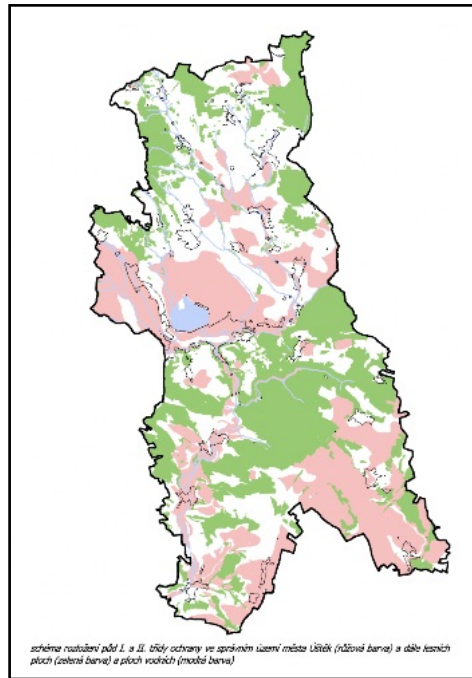 schéma rozložení půd I. a II. třídy ochrany ve správním území města Úštěk (růžová barva) a dále lesních
ploch (zelená barva) a ploch vodních (modrá barva)